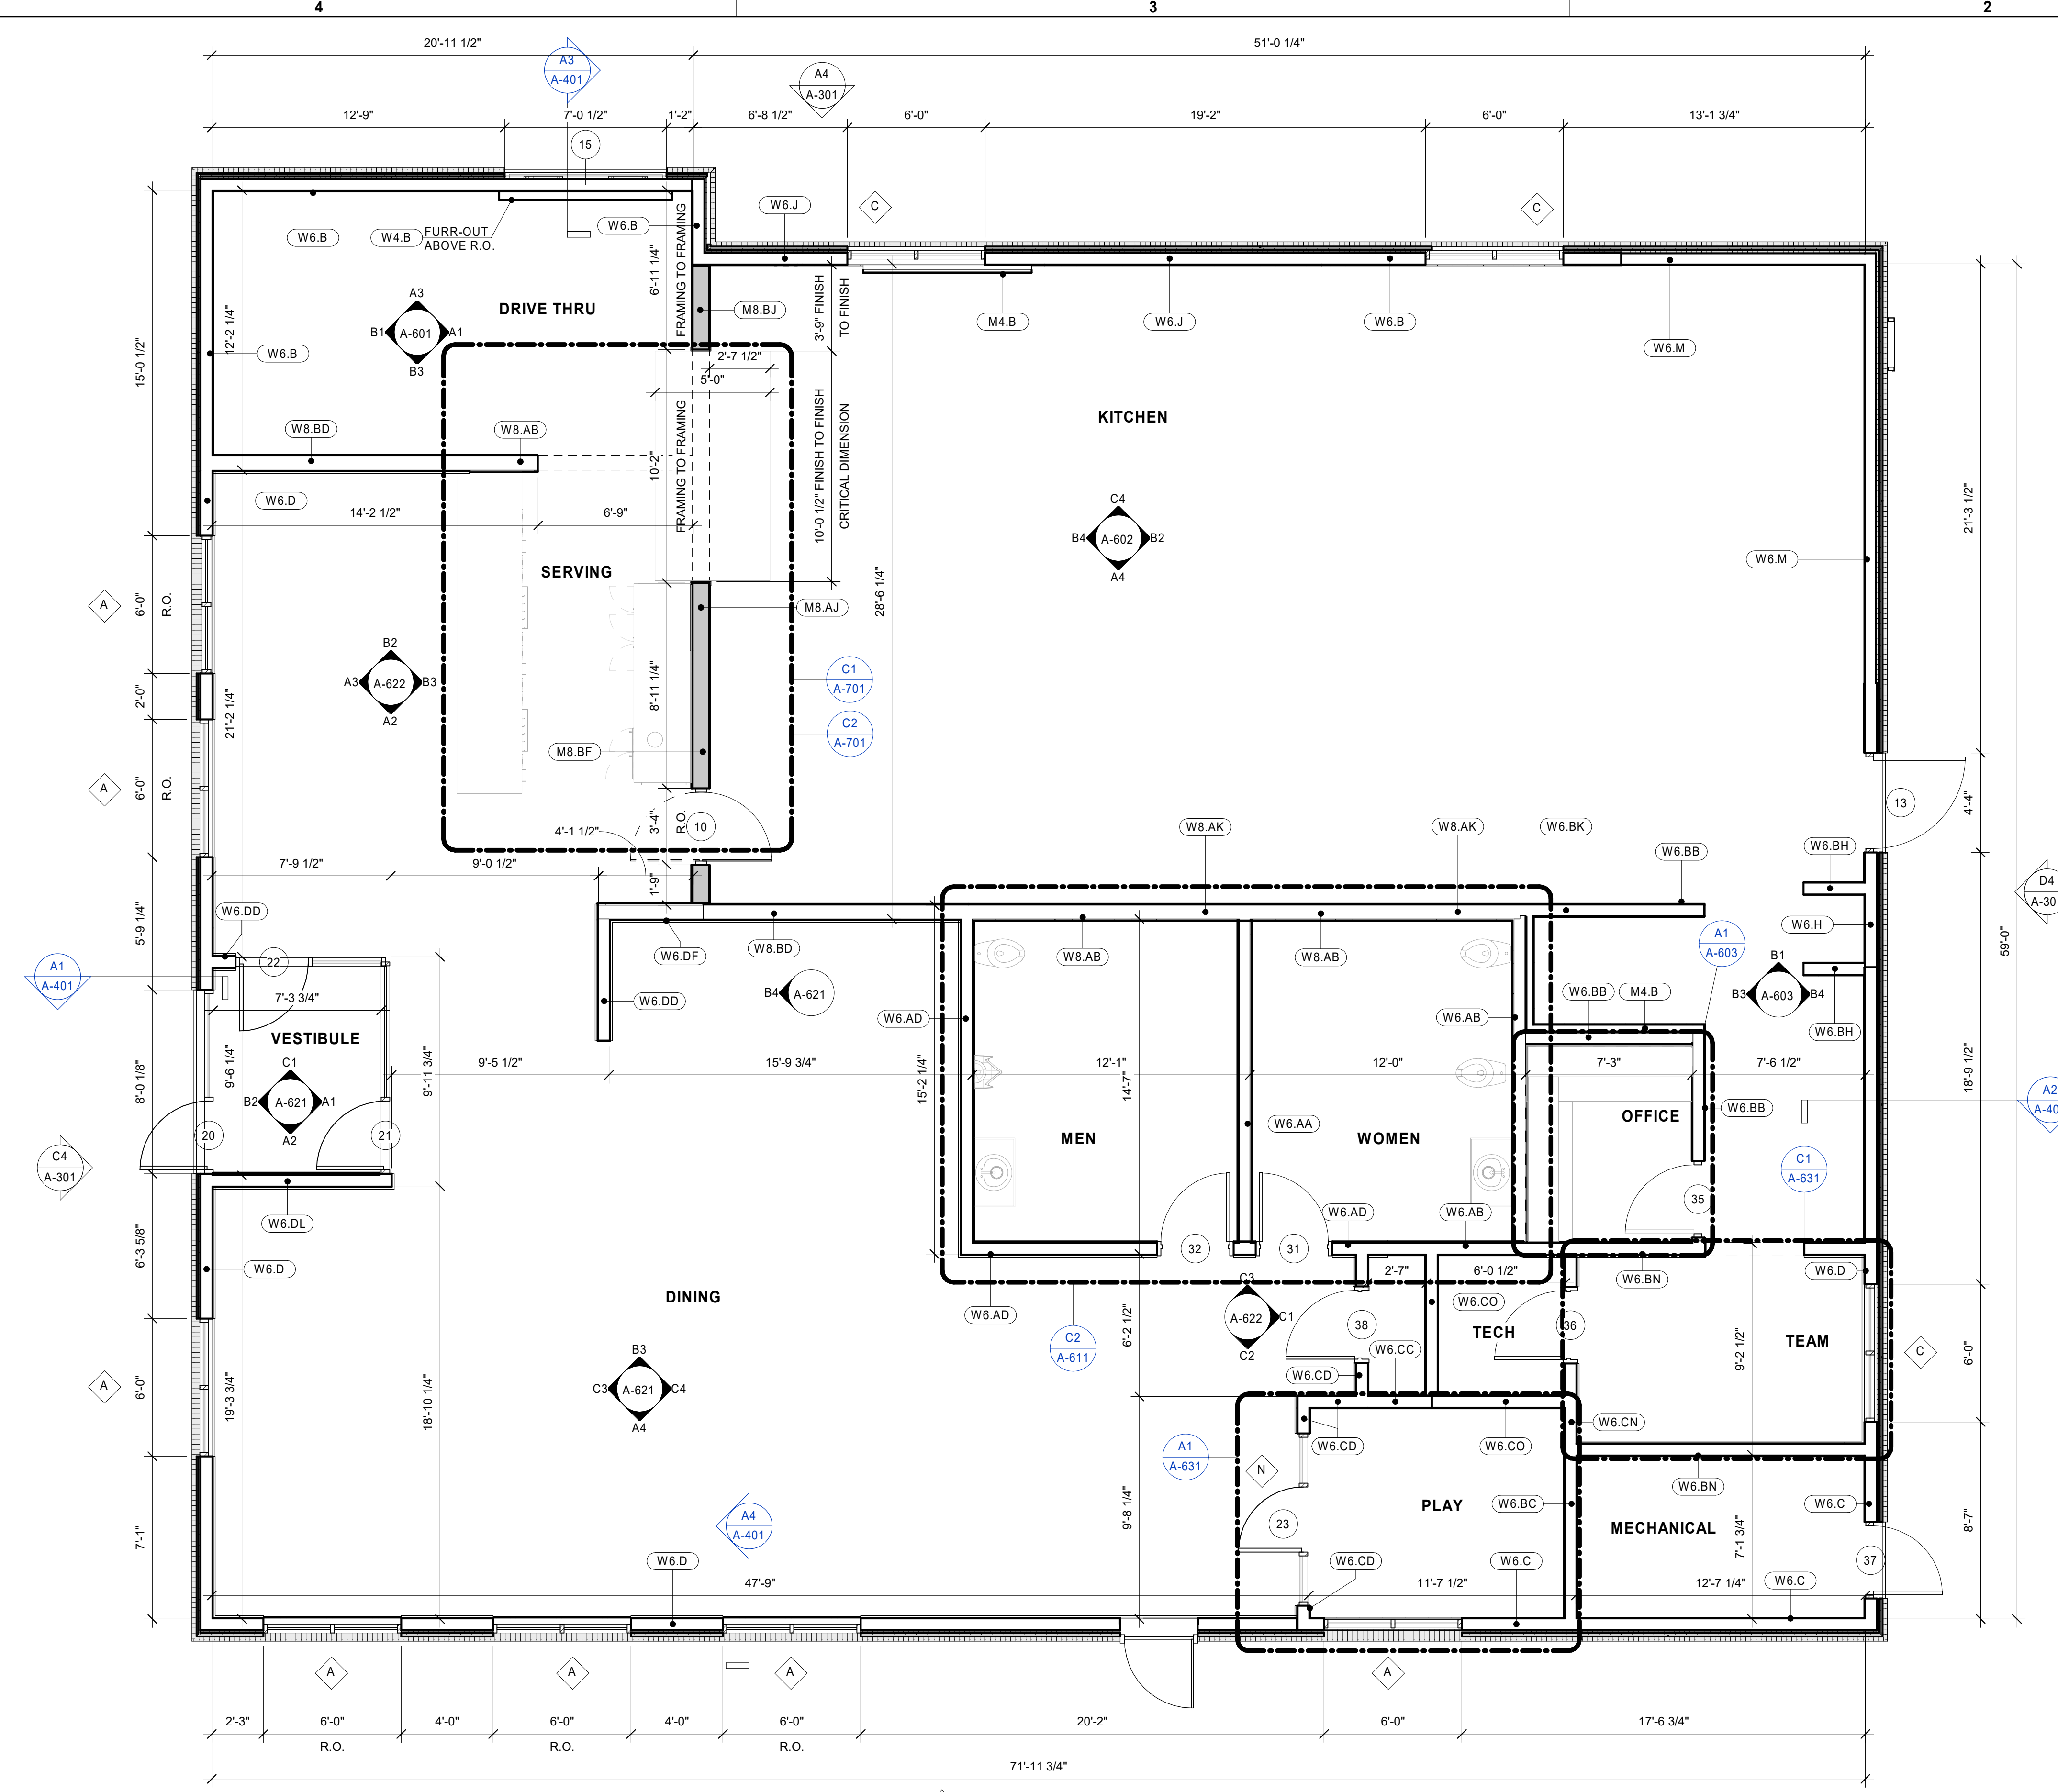 4
3
2
20'-11 1/2"
51'-0 1/4"
A3
A-401
A4
A-301
12'-9"
7'-0 1/2"
1'-2"
6'-8 1/2"
6'-0"
19'-2"
6'-0"
13'-1 3/4"
15
W6.J
C
C
W6.B
W4.B
FURR-OUT
ABOVE R.O.
W6.B
6'-11 1/4"
FRAMING TO FRAMING
15'-0 1/2"
12'-2 1/4"
W6.B
A3
B1
A-601
A1
B3
DRIVE THRU
M8.BJ
3'-9" FINISH
TO FINISH
M4.B
W6.J
W6.B
W6.M
2'-7 1/2"
5'-0"
KITCHEN
W8.BD
W8.AB
10'-2"
FRAMING TO FRAMING
10'-0 1/2" FINISH TO FINISH
CRITICAL DIMENSION
W6.D
14'-2 1/2"
6'-9"
21'-3 1/2"
C4
B4
A-602
B2
A4
W6.M
SERVING
A
6'-0"
R.O.
28'-6 1/4"
M8.AJ
B2
A3
A-622
B3
A2
2'-0"
21'-2 1/4"
8'-11 1/4"
C1
A-701
C2
A-701
M8.BF
A
6'-0"
R.O.
13
4'-4"
4'-1 1/2"
3'-4"
R.O.
10
W8.AK
W8.AK
W6.BK
W6.BB
W6.BH
7'-9 1/2"
9'-0 1/2"
1'-9"
D4
W6.DD
W6.H
59'-0"
5'-9 1/4"
W6.DF
W8.BD
W8.AB
W8.AB
A1
A-603
A1
A-401
22
7'-3 3/4"
W6.DD
B4
A-621
W6.BB
M4.B
B1
B3
A-603
B4
W6.AD
W6.AB
W6.BH
VESTIBULE
9'-6 1/4"
9'-11 3/4"
9'-5 1/2"
15'-9 3/4"
15'-2 1/4"
12'-1"
14'-7"
12'-0"
7'-3"
7'-6 1/2"
18'-9 1/2"
8'-0 1/8"
C1
B2
A-621
A1
A2
A2
W6.BB
OFFICE
20
21
MEN
W6.AA
WOMEN
C4
A-301
C1
A-631
W6.DL
35
6'-3 5/8"
W6.AD
W6.AB
32
31
W6.D
2'-7"
6'-0 1/2"
W6.BN
W6.D
DINING
W6.AD
C3
A-622
C1
C2
W6.CO
6'-2 1/2"
38
TECH
36
TEAM
C2
A-611
W6.CC
9'-2 1/2"
C
6'-0"
A
6'-0"
19'-3 3/4"
18'-10 1/4"
B3
C3
A-621
C4
A4
W6.CD
W6.CD
W6.CO
W6.CN
A1
A-631
N
W6.BN
7'-1"
A4
A-401
9'-8 1/4"
23
PLAY
W6.BC
MECHANICAL
7'-1 3/4"
W6.C
8'-7"
37
W6.D
W6.CD
W6.C
47'-9"
11'-7 1/2"
12'-7 1/4"
W6.C
A
A
A
A
2'-3"
6'-0"
4'-0"
6'-0"
4'-0"
6'-0"
20'-2"
6'-0"
17'-6 3/4"
R.O.
R.O.
R.O.
71'-11 3/4"